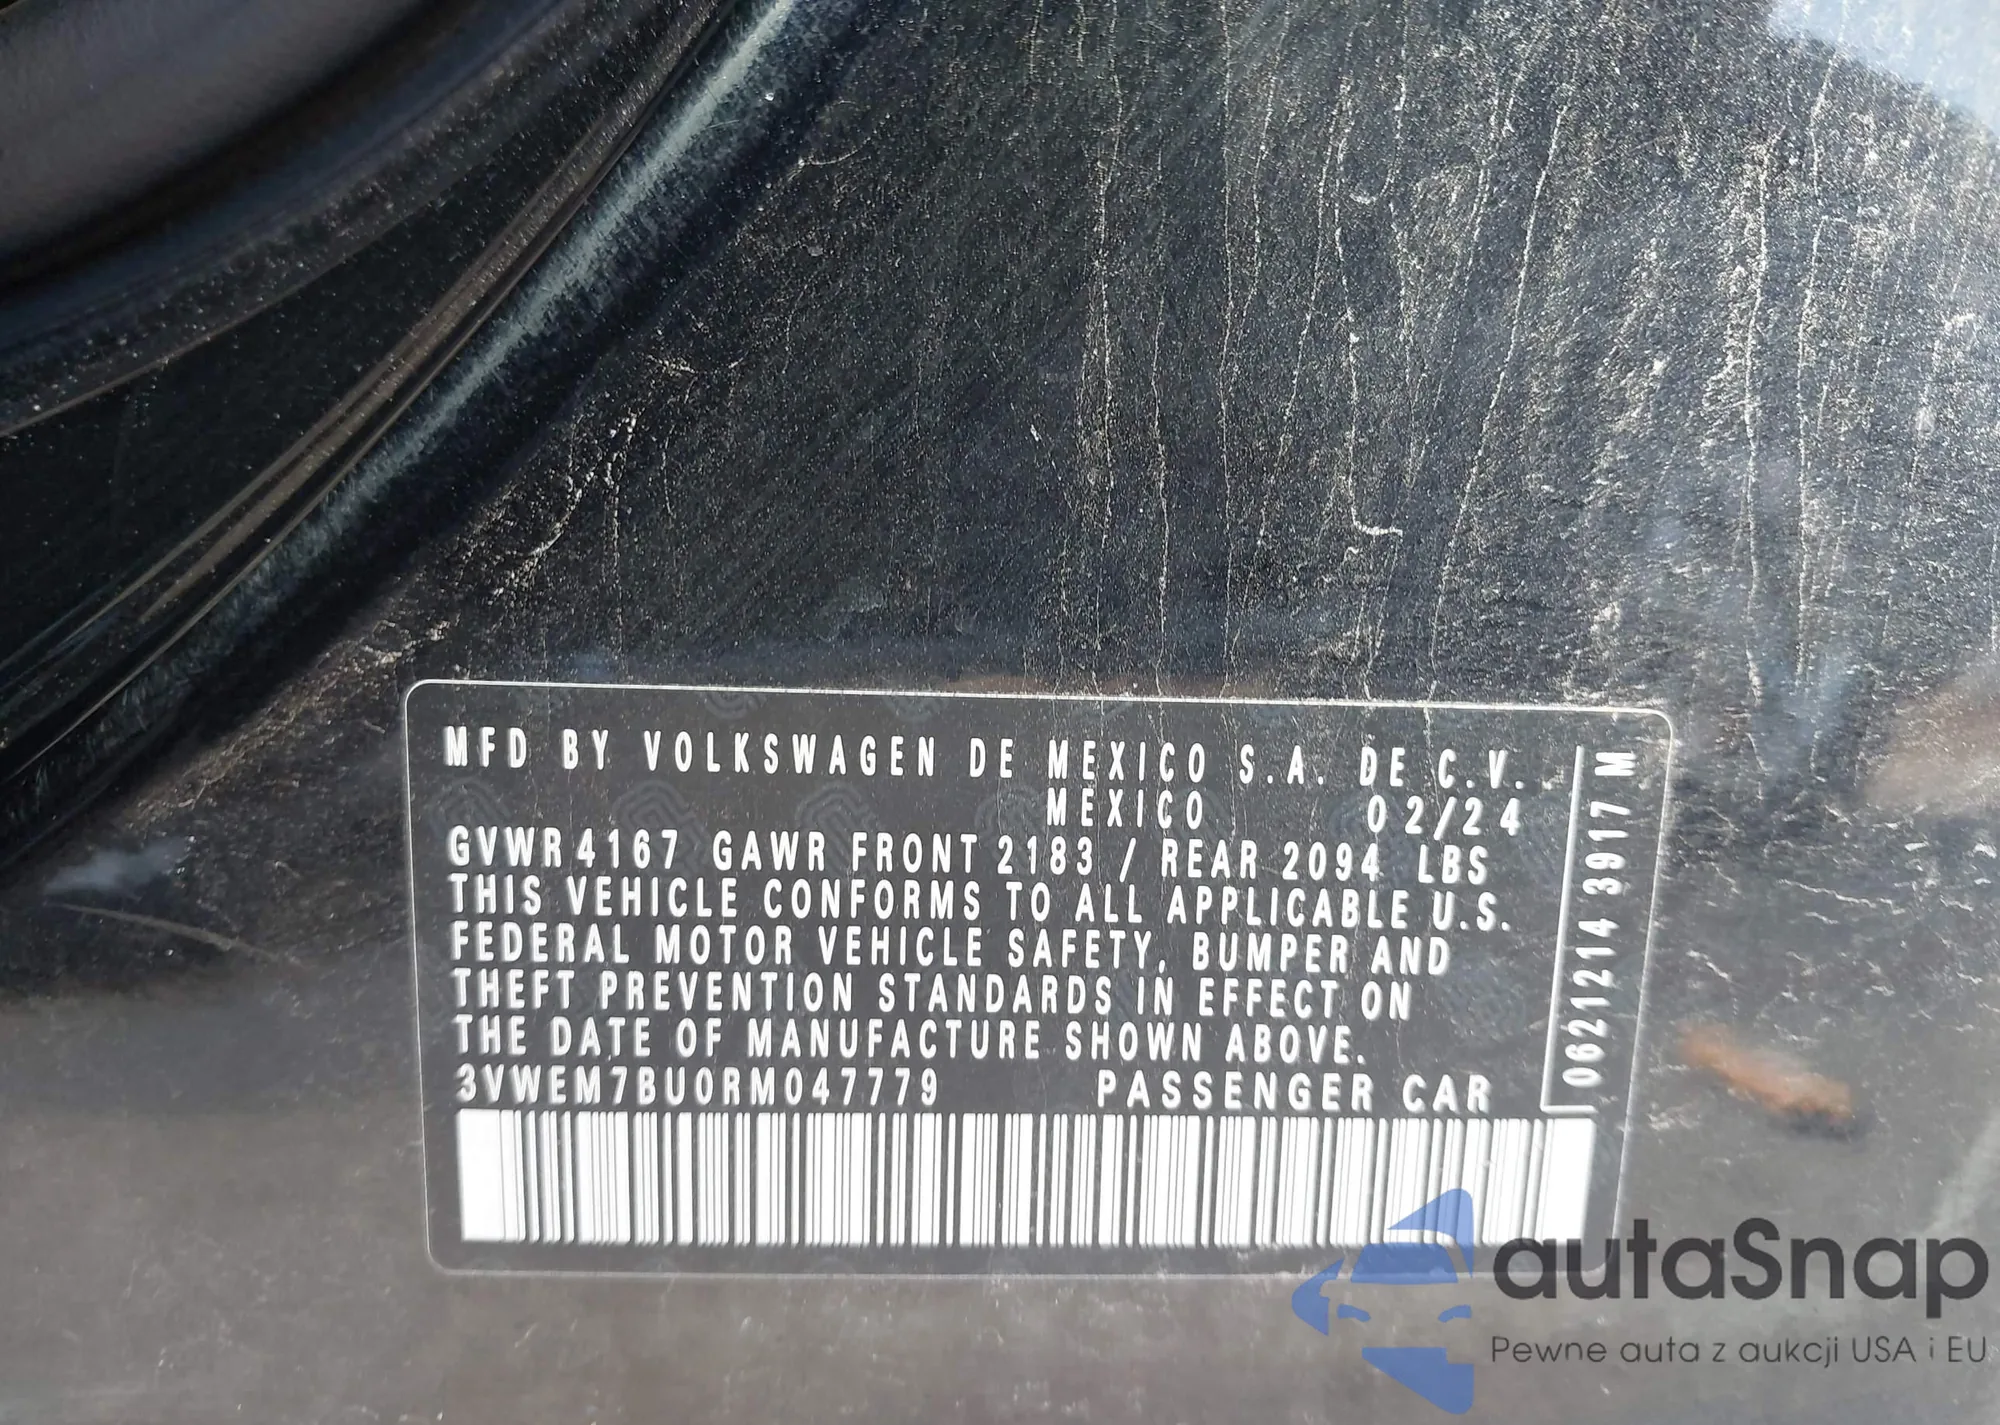 MFD BY VOLKSWAGEN DE MEXICO S.A. DE C.V.
MEXICO 02/24
GVWR 4167 GAWR FRONT 2183 / REAR 2094 LBS
THIS VEHICLE CONFORMS TO ALL APPLICABLE U.S.
FEDERAL MOTOR VEHICLE SAFETY, BUMPER AND
THEFT PREVENTION STANDARDS IN EFFECT ON
THE DATE OF MANUFACTURE SHOWN ABOVE.
3VWEM7BU0RM047779 PASSENGER CAR
0621214 3917 M
autaSnap
Pewne auta z aukcji USA i EU